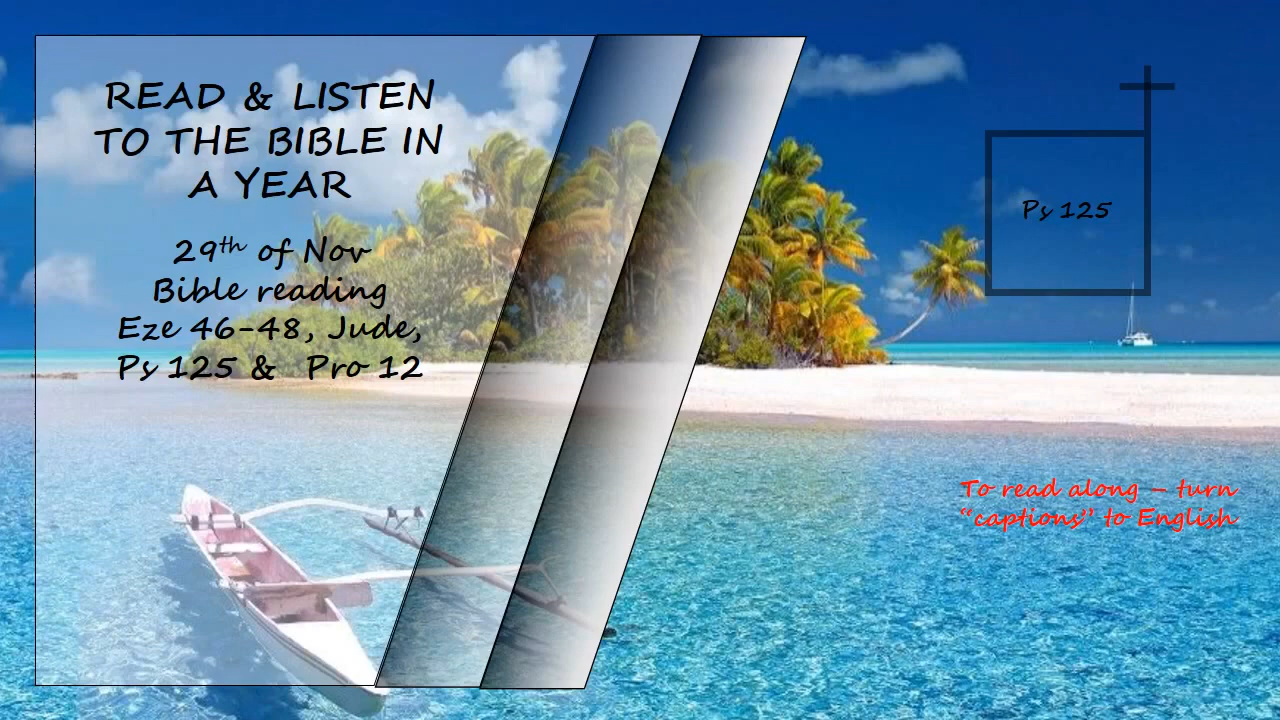 READ & LISTEN
TO THE BIBLE IN
A YEAR
29th of Nov
Bible reading
Eze 46-48, Jude,
Ps 125 & Pro 12
Ps 125
To read along – turn
“captions” to English